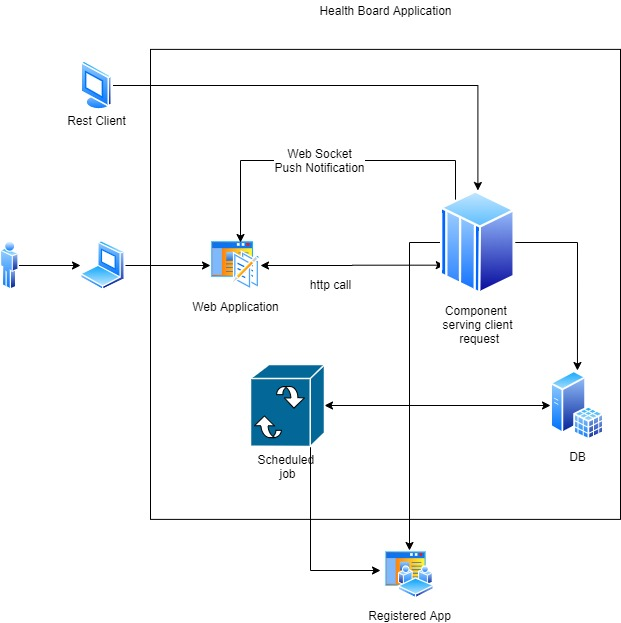 Health Board Application
Rest Client
Web Socket
Push Notification
Web Application
http call
Component
serving client
request
Scheduled
job
DB
Registered App